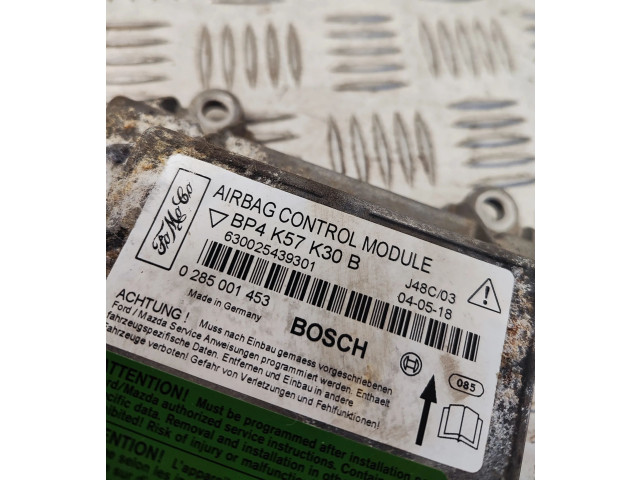 FoMoCo
AIRBAG CONTROL MODULE
BP4 K57 K30 B
630025439301
J48C/03
04-05-18
0 285 001 453
Made in Germany
BOSCH
ACHTUNG! Muss nach Einbau gemaess vorgeschriebenen
Ford / Mazda Service Anweisungen programmiert werden. Enthaelt
fahrzeugspezifische Daten. Entfernen und Einbau in andere
Fahrzeuge verboten! Gefahr von Verletzungen und Fehlfunktionen!
085
ATTENTION! Must be programmed after installation
Ford/Mazda authorized service instructions. Contains
specific data. Removal and installation
prohibited! Risk of injury or malfunction
ATTENTION! L'appareil